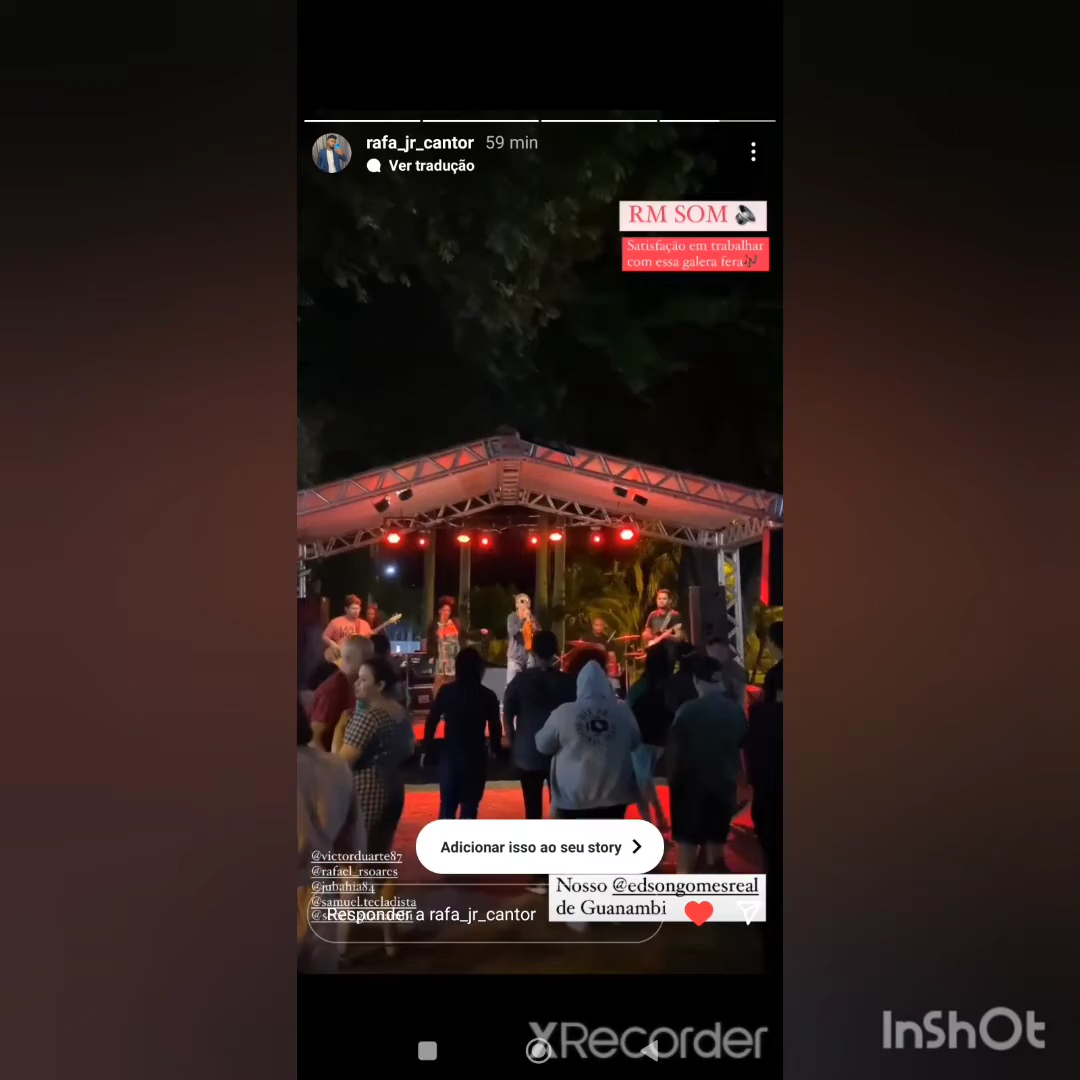 rafa_jr_cantor 59 min
Ver tradução
RM SOM
Satisfação em trabalhar
com essa galera fera
Adicionar isso ao seu story
@victorduarte87
@rafael_rsoares
@jubahia84
@samuel.tecladista
Nosso @edsongomesreal
de Guanambi
Responder a rafa_jr_cantor
XRecorder
InShOt